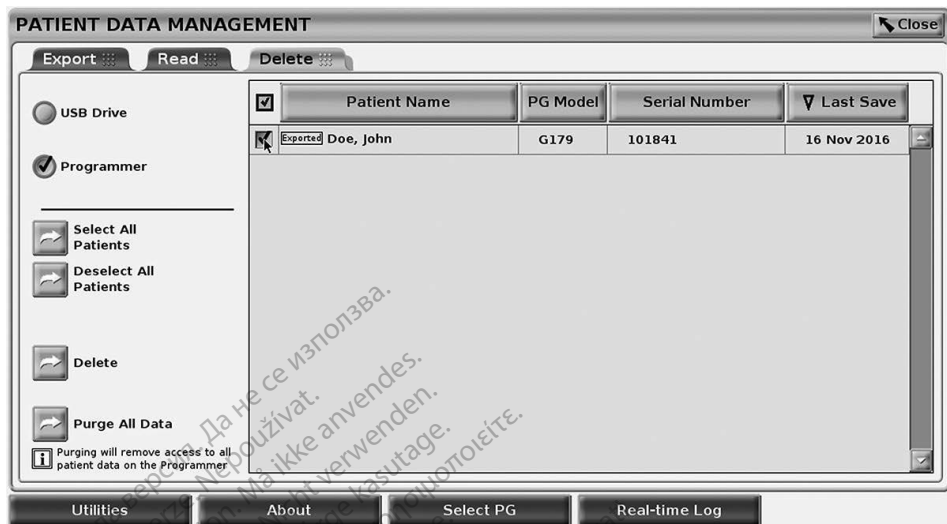 PATIENT DATA MANAGEMENT
Close
Export
Read
Delete
USB Drive
Programmer
Select All
Patients
Deselect All
Patients
Delete
Purge All Data
Purging will remove access to all
patient data on the Programmer
Patient Name
PG Model
Serial Number
Last Save
Exported Doe, John
G179
101841
16 Nov 2016
Utilities
About
Select PG
Real-time Log
версия. Да не се използва.
Nepoužívat.
Må ikke anvendes.
verwenden.
kasutage.